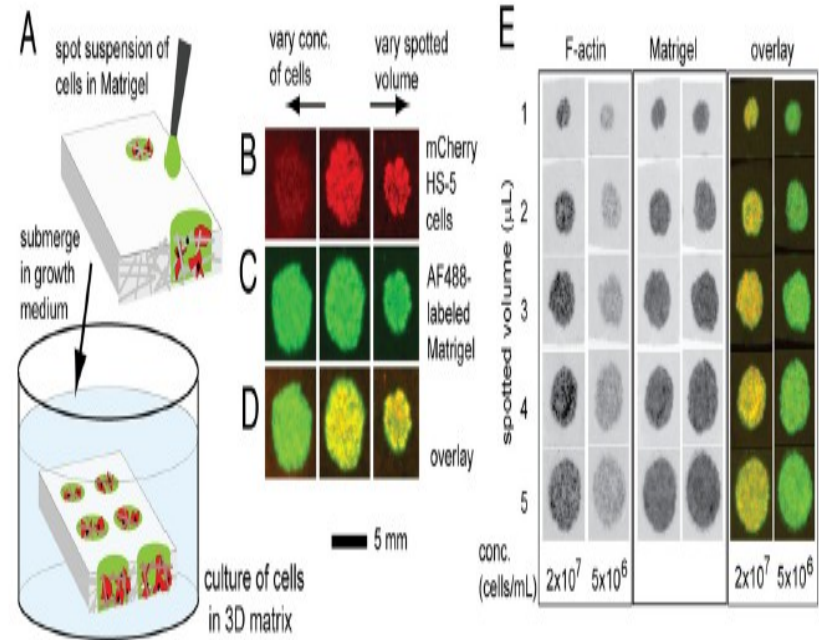 A
spot suspension of
cells in Matrigel
submerge
in growth
medium
culture of cells
in 3D matrix
vary conc.
of cells
vary spotted
volume
B
mCherry
HS-5
cells
C
AF488-
labeled
Matrigel
D
overlay
5 mm
E
F-actin Matrigel overlay
spotted volume (µL)
1
2
3
4
5
conc.
(cells/mL)
2x10⁷ 5x10⁶ 2x10⁷ 5x10⁶